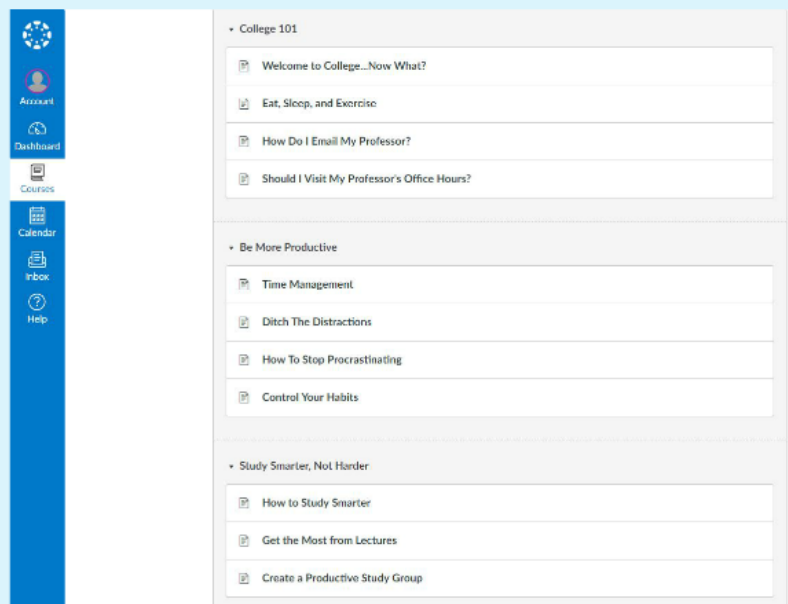 Account
Dashboard
Courses
Calendar
Inbox
Help
College 101
Welcome to College...Now What?
Eat, Sleep, and Exercise
How Do I Email My Professor?
Should I Visit My Professor's Office Hours?
Be More Productive
Time Management
Ditch The Distractions
How To Stop Procrastinating
Control Your Habits
Study Smarter, Not Harder
How to Study Smarter
Get the Most from Lectures
Create a Productive Study Group